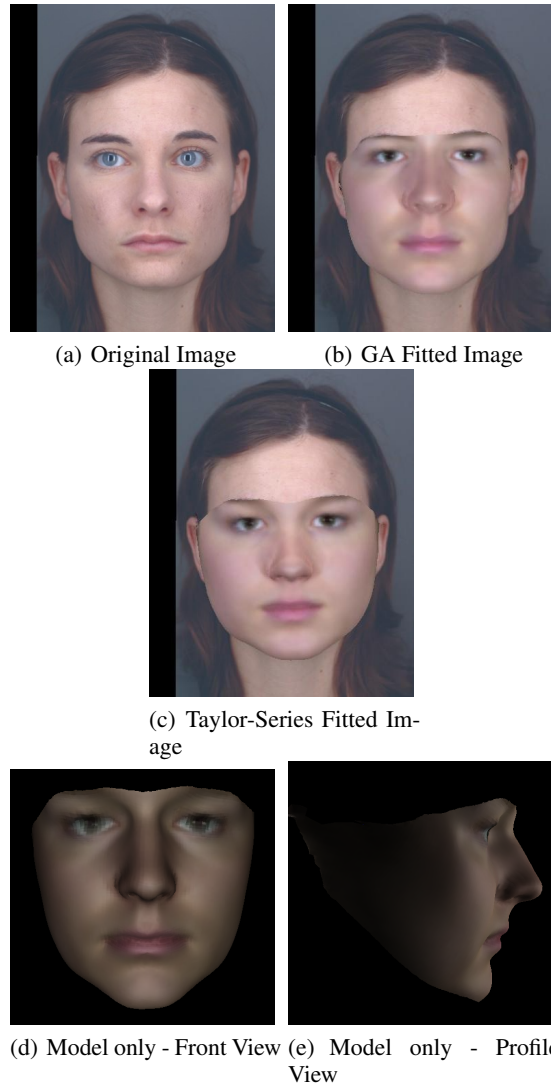 (a) Original Image
(b) GA Fitted Image
(c) Taylor-Series Fitted Im-
age
(d) Model only - Front View
(e) Model only - Profile
View